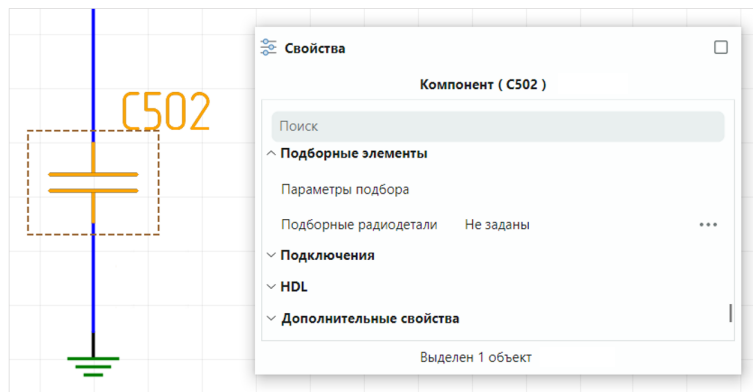 C502
Свойства
Компонент ( C502 )
Поиск
Подборные элементы
Параметры подбора
Подборные радиодетали Не заданы
Подключения
HDL
Дополнительные свойства
Выделен 1 объект